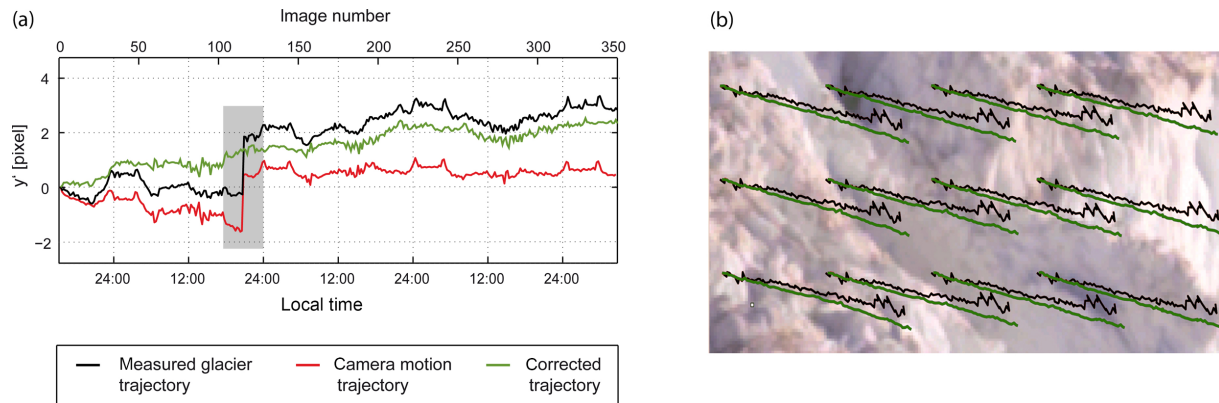 (a)
Image number
0 50 100 150 200 250 300 350
4
2
0
−2
y' [pixel]
24:00 12:00 24:00 12:00 24:00 12:00 24:00
Local time
Measured glacier trajectory
Camera motion trajectory
Corrected trajectory
(b)